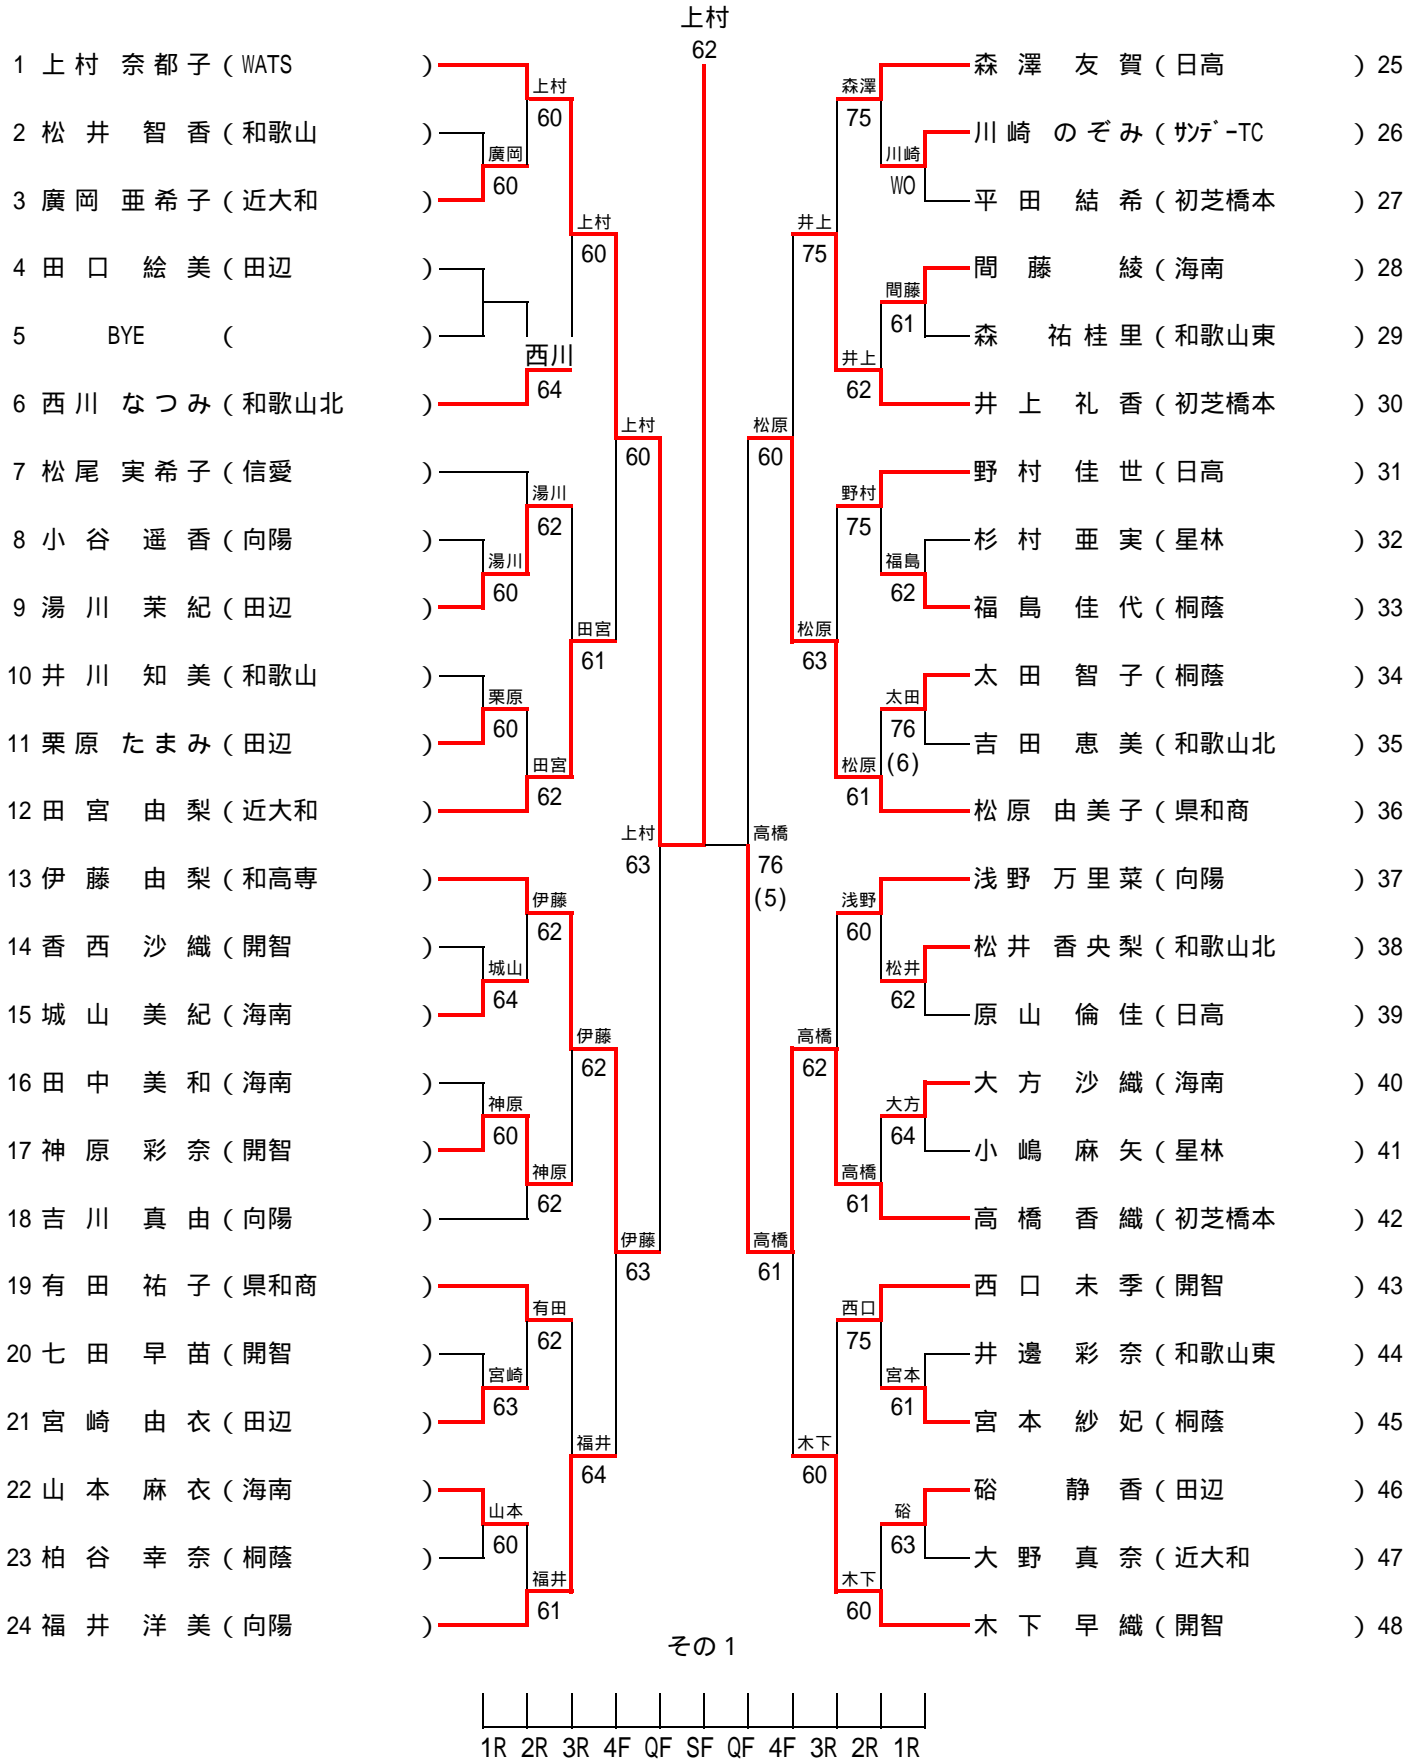 上村
62
1 上村 奈都子 ( WATS )
2 松井 智香 ( 和歌山 )
3 廣岡 亜希子 ( 近大和 )
4 田口 絵美 ( 田辺 )
5 BYE ( )
6 西川 なつみ ( 和歌山北 )
7 松尾 実希子 ( 信愛 )
8 小谷 遥香 ( 向陽 )
9 湯川 茉紀 ( 田辺 )
10 井川 知美 ( 和歌山 )
11 栗原 たまみ ( 田辺 )
12 田宮 由梨 ( 近大和 )
13 伊藤 由梨 ( 和高専 )
14 香西 沙織 ( 開智 )
15 城山 美紀 ( 海南 )
16 田中 美和 ( 海南 )
17 神原 彩奈 ( 開智 )
18 吉川 真由 ( 向陽 )
19 有田 祐子 ( 県和商 )
20 七田 早苗 ( 開智 )
21 宮崎 由衣 ( 田辺 )
22 山本 麻衣 ( 海南 )
23 柏谷 幸奈 ( 桐蔭 )
24 福井 洋美 ( 向陽 )
廣岡
60
湯川
60
栗原
60
城山
64
神原
60
宮崎
63
山本
60
上村
60
西川
64
湯川
62
田宮
62
伊藤
62
神原
62
有田
62
福井
61
上村
60
田宮
61
伊藤
62
福井
64
上村
60
伊藤
63
上村
63
高橋
76
(5)
松原
60
高橋
61
井上
75
松原
63
高橋
62
木下
60
森澤
75
井上
62
野村
75
松原
61
浅野
60
高橋
61
西口
75
木下
60
川崎
WO
間藤
61
福島
62
太田
76
(6)
松井
62
大方
64
宮本
61
硲
63
森澤 友賀 ( 日高 ) 25
川崎 のぞみ ( サンデーTC ) 26
平田 結希 ( 初芝橋本 ) 27
間藤 綾 ( 海南 ) 28
森 祐桂里 ( 和歌山東 ) 29
井上 礼香 ( 初芝橋本 ) 30
野村 佳世 ( 日高 ) 31
杉村 亜実 ( 星林 ) 32
福島 佳代 ( 桐蔭 ) 33
太田 智子 ( 桐蔭 ) 34
吉田 恵美 ( 和歌山北 ) 35
松原 由美子 ( 県和商 ) 36
浅野 万里菜 ( 向陽 ) 37
松井 香央梨 ( 和歌山北 ) 38
原山 倫佳 ( 日高 ) 39
大方 沙織 ( 海南 ) 40
小嶋 麻矢 ( 星林 ) 41
高橋 香織 ( 初芝橋本 ) 42
西口 未季 ( 開智 ) 43
井邊 彩奈 ( 和歌山東 ) 44
宮本 紗妃 ( 桐蔭 ) 45
硲 静香 ( 田辺 ) 46
大野 真奈 ( 近大和 ) 47
木下 早織 ( 開智 ) 48
その1
1R 2R 3R 4F QF SF QF 4F 3R 2R 1R